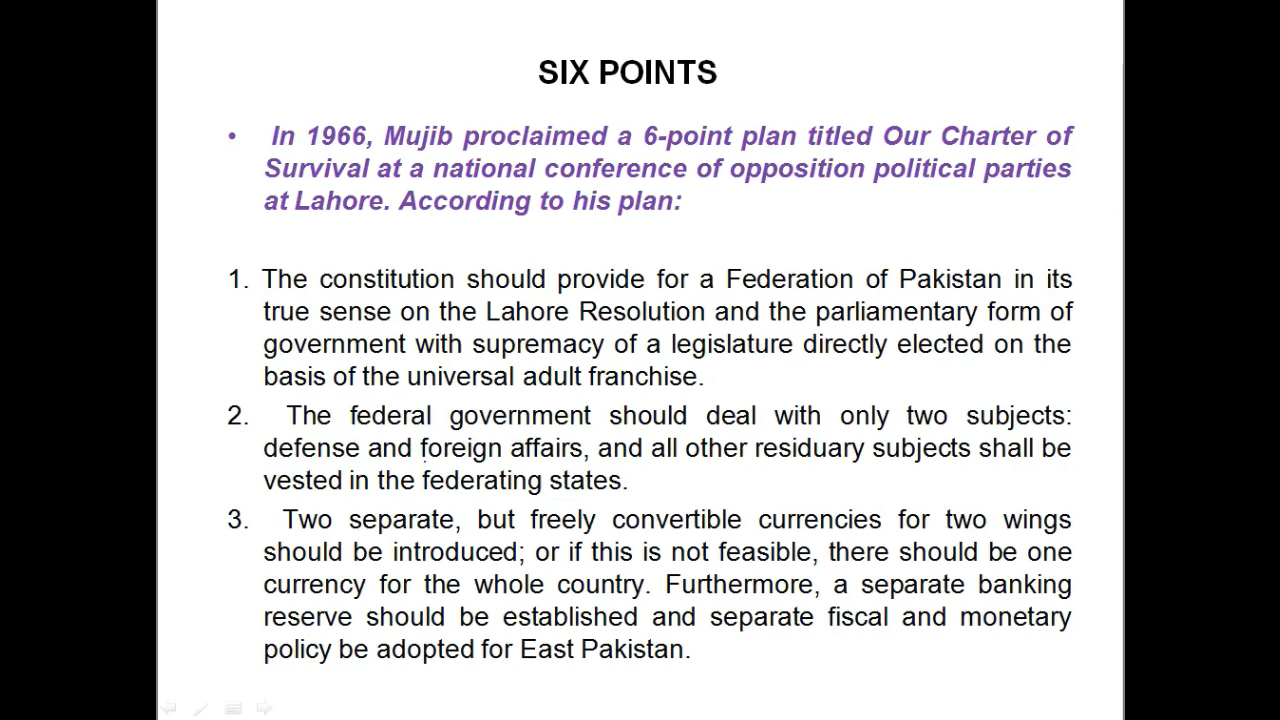 SIX POINTS
• In 1966, Mujib proclaimed a 6-point plan titled Our Charter of
Survival at a national conference of opposition political parties
at Lahore. According to his plan:
1. The constitution should provide for a Federation of Pakistan in its
true sense on the Lahore Resolution and the parliamentary form of
government with supremacy of a legislature directly elected on the
basis of the universal adult franchise.
2. The federal government should deal with only two subjects:
defense and foreign affairs, and all other residuary subjects shall be
vested in the federating states.
3. Two separate, but freely convertible currencies for two wings
should be introduced; or if this is not feasible, there should be one
currency for the whole country. Furthermore, a separate banking
reserve should be established and separate fiscal and monetary
policy be adopted for East Pakistan.